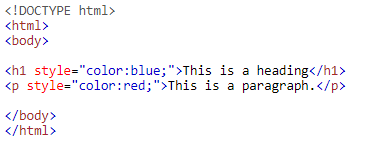 <!DOCTYPE html>
<html>
<body>
<h1 style="color:blue;">This is a heading</h1>
<p style="color:red;">This is a paragraph.</p>
</body>
</html>